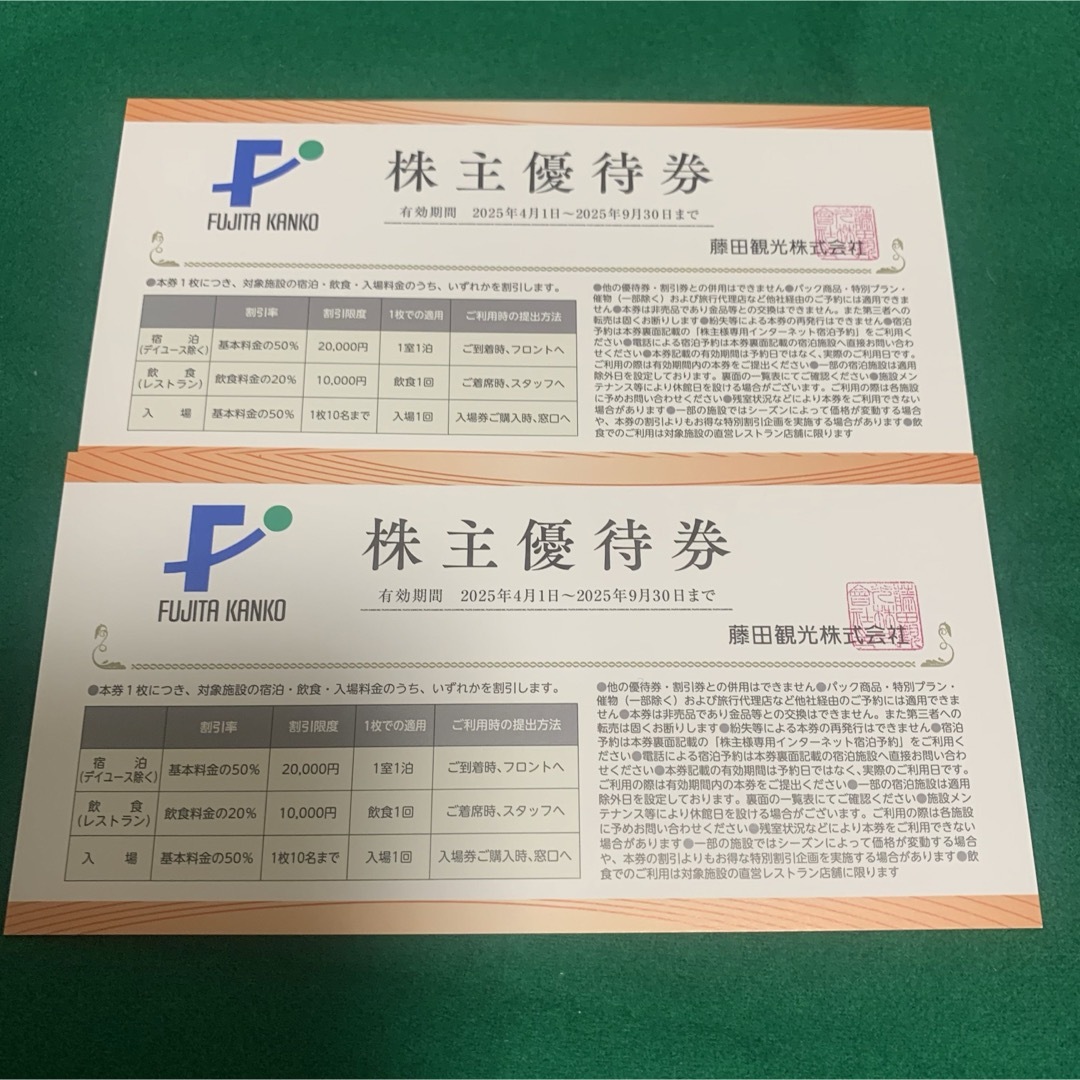 FUJITA KANKO
株主優待券
有効期間 2025年4月1日～2025年9月30日まで
藤田観光株式会社
●本券1枚につき、対象施設の宿泊・飲食・入場料金のうち、いずれかを割引します。
割引率 割引限度 1枚での適用 ご利用時の提出方法
宿泊
(デイユース除く) 基本料金の50% 20,000円 1室1泊 ご到着時、フロントへ
飲食
(レストラン) 飲食料金の20% 10,000円 飲食1回 ご着席時、スタッフへ
入場 基本料金の50% 1枚10名まで 入場1回 入場券ご購入時、窓口へ
●他の優待券・割引券との併用はできません●パック商品・特別プラン・
催物（一部除く）および旅行代理店など他社経由のご予約には適用できま
せん●本券は非売品であり金品等との交換はできません。また第三者への
転売は固くお断りします●紛失等による本券の再発行はできません●宿泊
予約は本券裏面記載の「株主様専用インターネット宿泊予約」をご利用くだ
さい●電話による宿泊予約は本券裏面記載の宿泊施設へ直接お問い合わ
せください●本券記載の有効期間は予約日ではなく、実際のご利用日です。
ご利用の際は有効期間内の本券をご提出ください●一部の宿泊施設は適用
除外日を設定しております。裏面の一覧表にてご確認ください●施設メン
テナンス等により休館日を設ける場合がございます。ご利用の際は各施設
に予めお問い合わせください●残室状況などにより本券をご利用できない
場合があります●一部の施設ではシーズンによって価格が変動する場合
や、本券の割引よりもお得な特別割引企画を実施する場合があります●飲
食でのご利用は対象施設の直営レストラン店舗に限ります
FUJITA KANKO
株主優待券
有効期間 2025年4月1日～2025年9月30日まで
藤田観光株式会社
●本券1枚につき、対象施設の宿泊・飲食・入場料金のうち、いずれかを割引します。
割引率 割引限度 1枚での適用 ご利用時の提出方法
宿泊
(デイユース除く) 基本料金の50% 20,000円 1室1泊 ご到着時、フロントへ
飲食
(レストラン) 飲食料金の20% 10,000円 飲食1回 ご着席時、スタッフへ
入場 基本料金の50% 1枚10名まで 入場1回 入場券ご購入時、窓口へ
●他の優待券・割引券との併用はできません●パック商品・特別プラン・
催物（一部除く）および旅行代理店など他社経由のご予約には適用できま
せん●本券は非売品であり金品等との交換はできません。また第三者への
転売は固くお断りします●紛失等による本券の再発行はできません●宿泊
予約は本券裏面記載の「株主様専用インターネット宿泊予約」をご利用くだ
さい●電話による宿泊予約は本券裏面記載の宿泊施設へ直接お問い合わ
せください●本券記載の有効期間は予約日ではなく、実際のご利用日です。
ご利用の際は有効期間内の本券をご提出ください●一部の宿泊施設は適用
除外日を設定しております。裏面の一覧表にてご確認ください●施設メン
テナンス等により休館日を設ける場合がございます。ご利用の際は各施設
に予めお問い合わせください●残室状況などにより本券をご利用できない
場合があります●一部の施設ではシーズンによって価格が変動する場合
や、本券の割引よりもお得な特別割引企画を実施する場合があります●飲
食でのご利用は対象施設の直営レストラン店舗に限ります